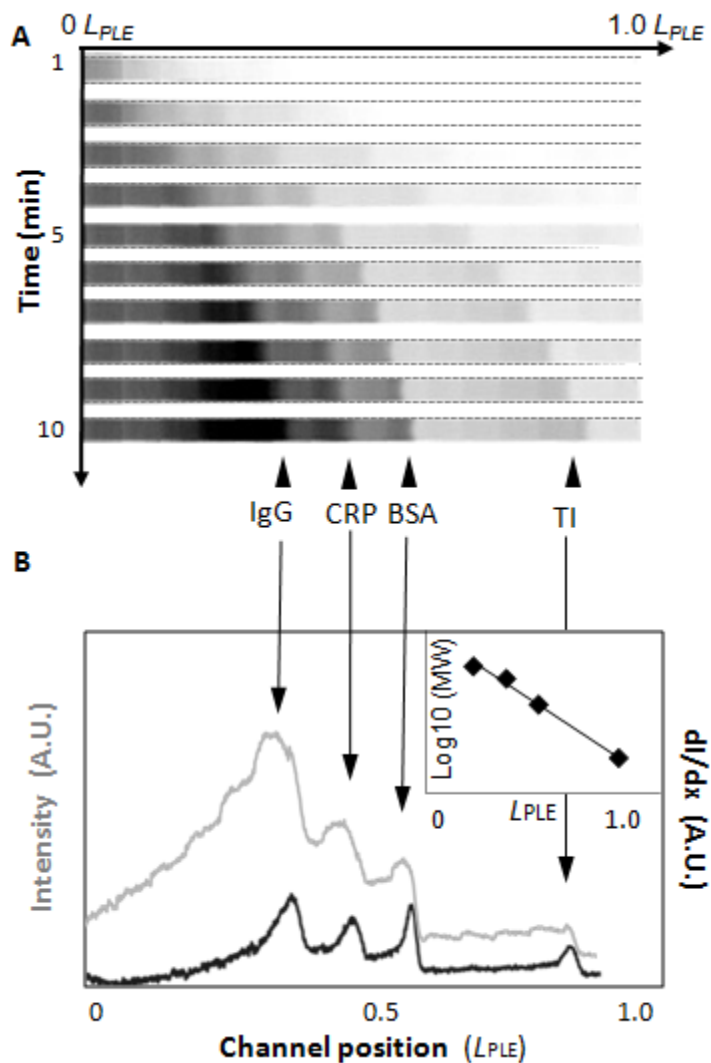 0 LPLE 1.0 LPLE
A
1
5
10
Time (min)
IgG CRP BSA TI
B
Intensity (A.U.)
Log10 (MW)
0 LPLE 1.0
dI/dx (A.U.)
0 0.5 1.0
Channel position (LPLE)